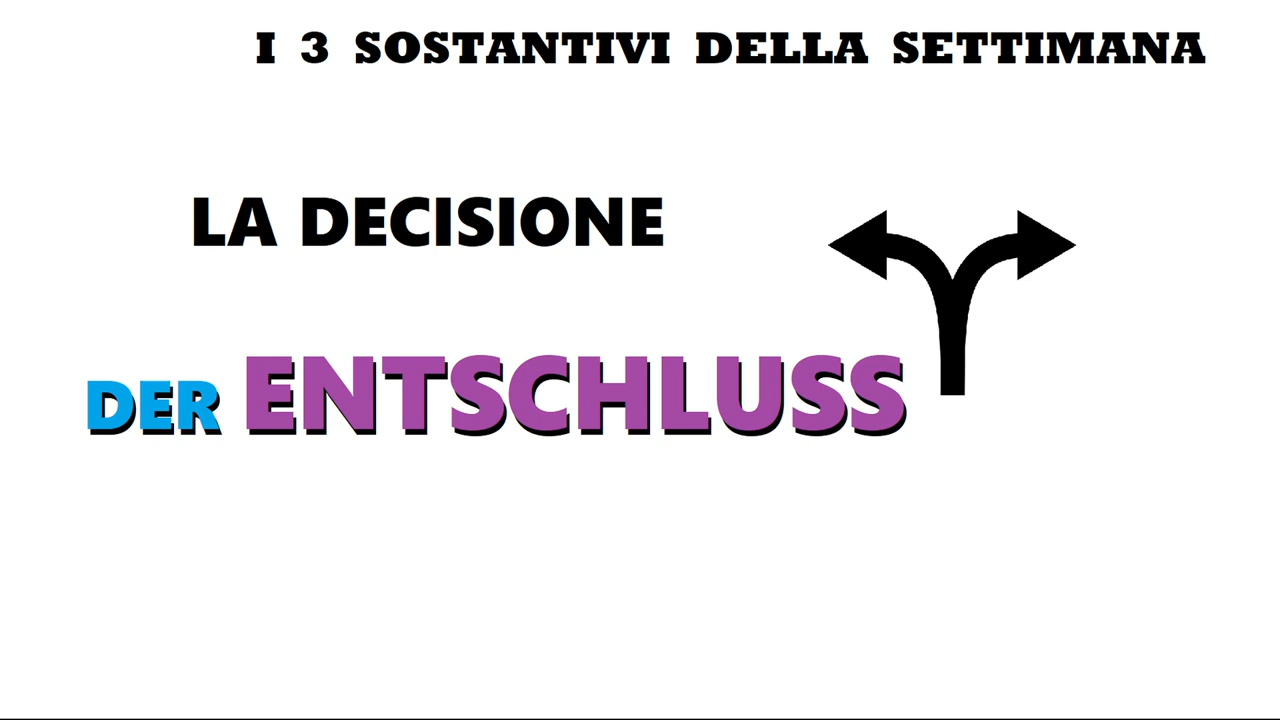 I 3 SOSTANTIVI DELLA SETTIMANA
LA DECISIONE
DER ENTSCHLUSS